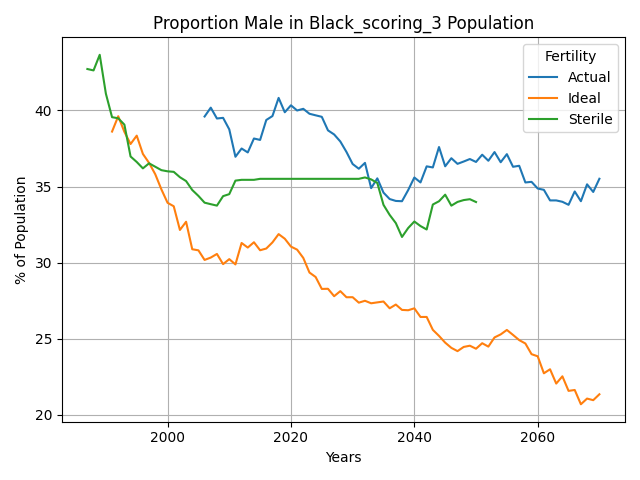 Proportion Male in Black_scoring_3 Population
Fertility
Actual
Ideal
Sterile
% of Population
40
35
30
25
20
2000
2020
2040
2060
Years